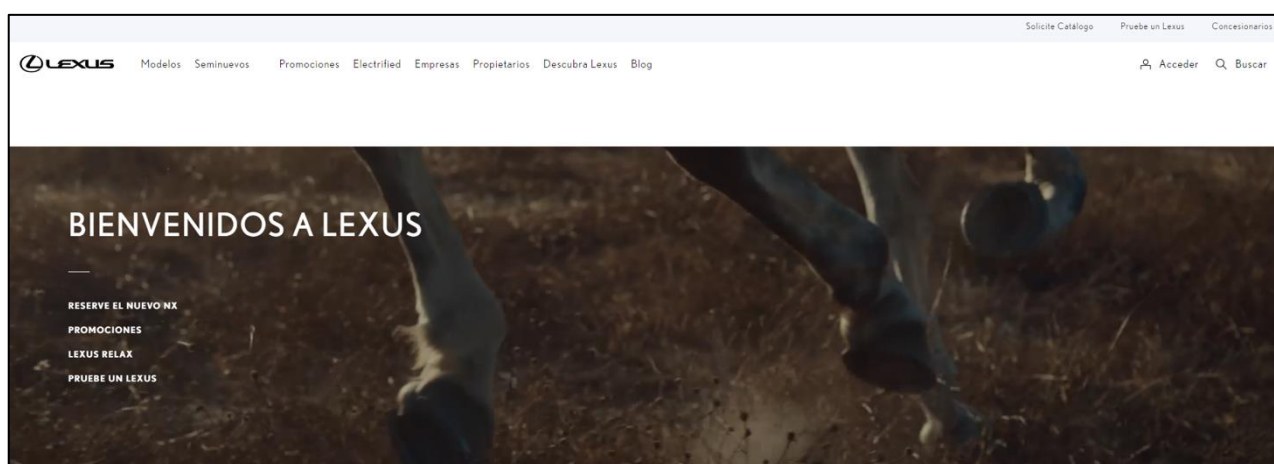 Solicite Catálogo Pruebe un Lexus Concesionarios
LEXUS Modelos Seminuevos Promociones Electrified Empresas Propietarios Descubra Lexus Blog Acceder Buscar
BIENVENIDOS A LEXUS
RESERVE EL NUEVO NX
PROMOCIONES
LEXUS RELAX
PRUEBE UN LEXUS